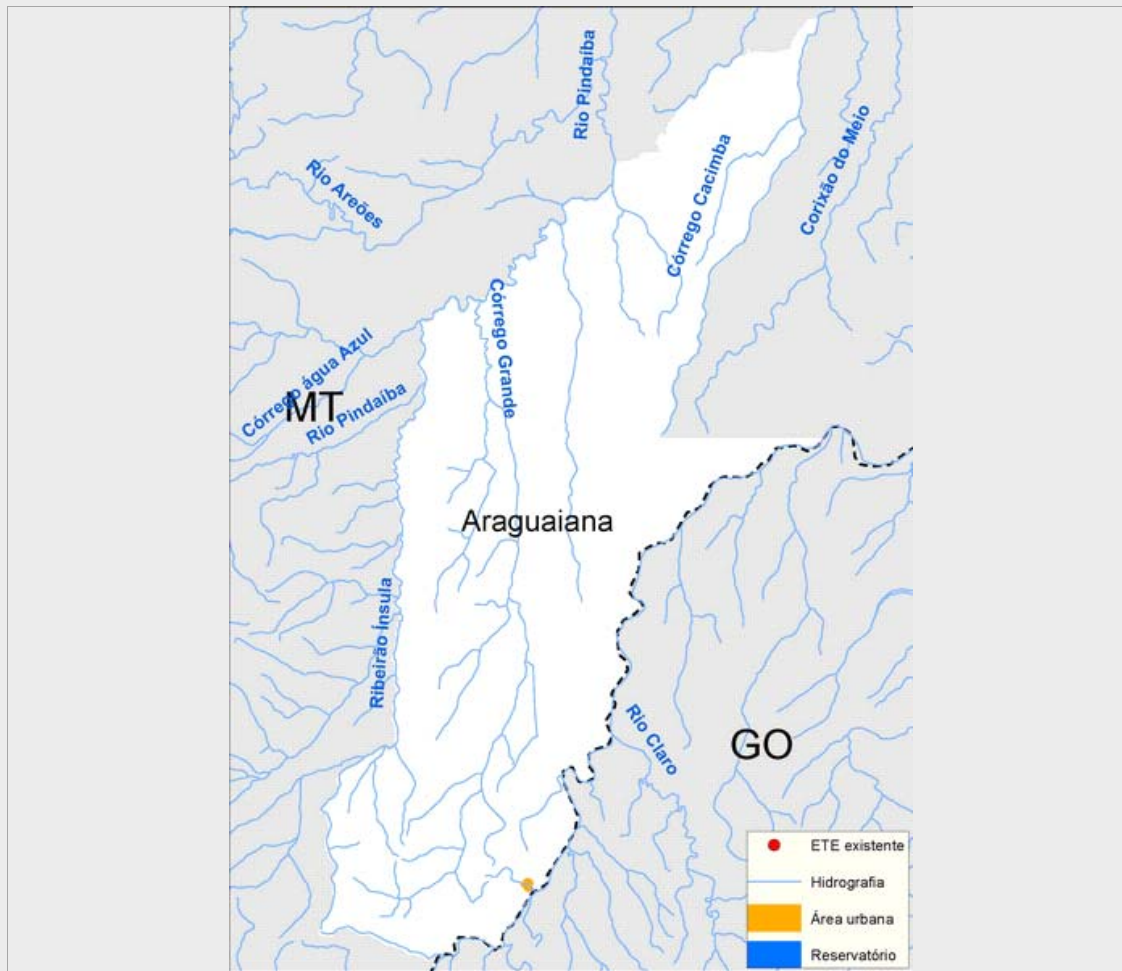 Rio Pindaíba
Rio Areões
Córrego Cacimba
Corixão do Meio
Córrego Grande
Córrego água Azul
MT
Rio Pindaíba
Araguaiana
Ribeirão Ínsula
Rio Claro
GO
ETE existente
Hidrografia
Área urbana
Reservatório